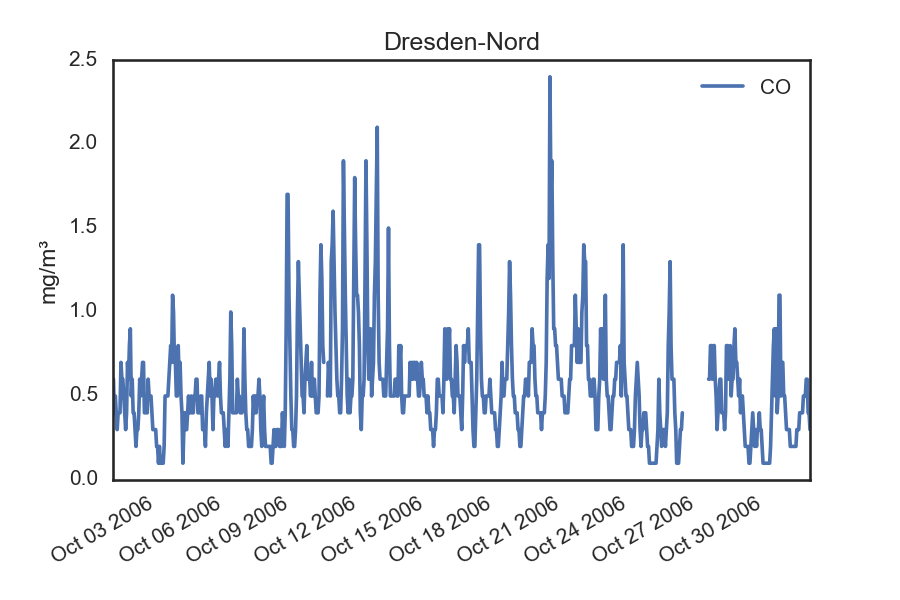 Dresden-Nord
2.5
2.0
1.5
1.0
0.5
0.0
mg/m³
CO
Oct 03 2006
Oct 06 2006
Oct 09 2006
Oct 12 2006
Oct 15 2006
Oct 18 2006
Oct 21 2006
Oct 24 2006
Oct 27 2006
Oct 30 2006